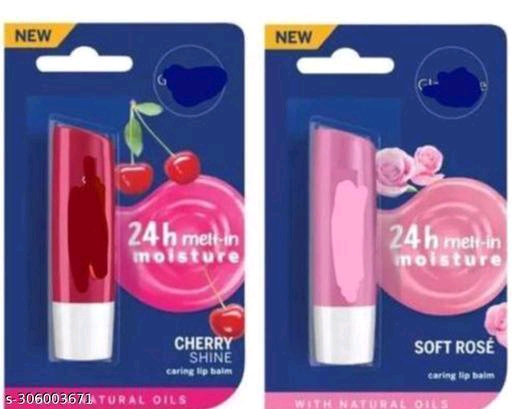 NEW
24h melt-in
moisture
CHERRY
SHINE
caring lip balm
NATURAL OILS
s-306003671
NEW
24h melt-in
moisture
SOFT ROSÉ
caring lip balm
WITH NATURAL OILS